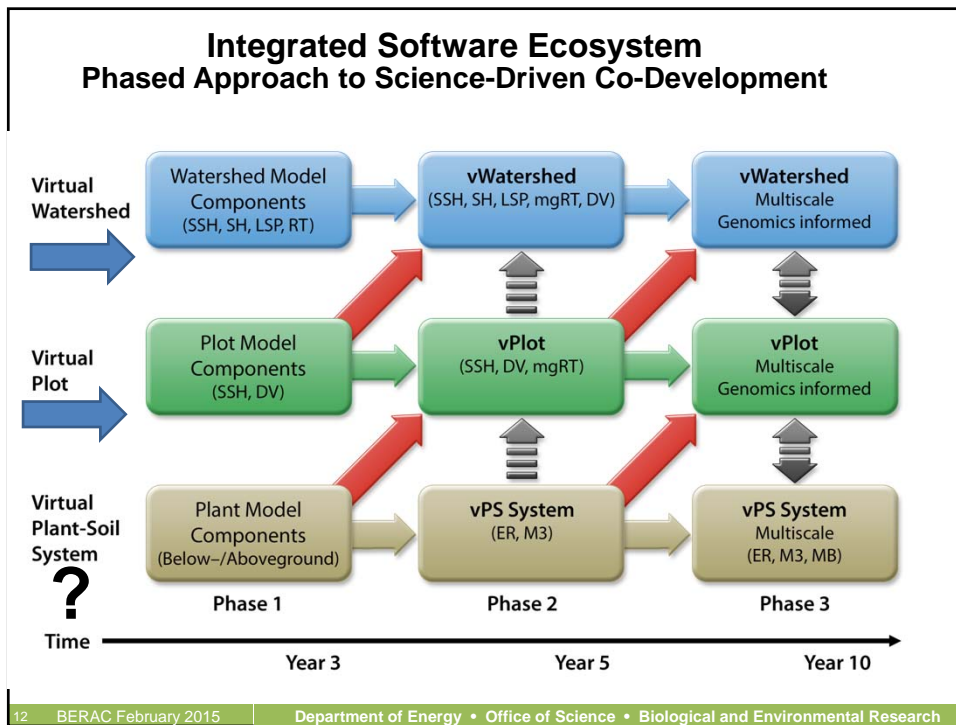 Integrated Software Ecosystem
Phased Approach to Science-Driven Co-Development
Virtual
Watershed
Watershed Model
Components
(SSH, SH, LSP, RT)
vWatershed
(SSH, SH, LSP, mgRT, DV)
vWatershed
Multiscale
Genomics informed
Virtual
Plot
Plot Model
Components
(SSH, DV)
vPlot
(SSH, DV, mgRT)
vPlot
Multiscale
Genomics informed
Virtual
Plant-Soil
System
?
Plant Model
Components
(Below–/Aboveground)
vPS System
(ER, M3)
vPS System
Multiscale
(ER, M3, MB)
Phase 1
Phase 2
Phase 3
Time
Year 3
Year 5
Year 10
12 BERAC February 2015 Department of Energy • Office of Science • Biological and Environmental Research